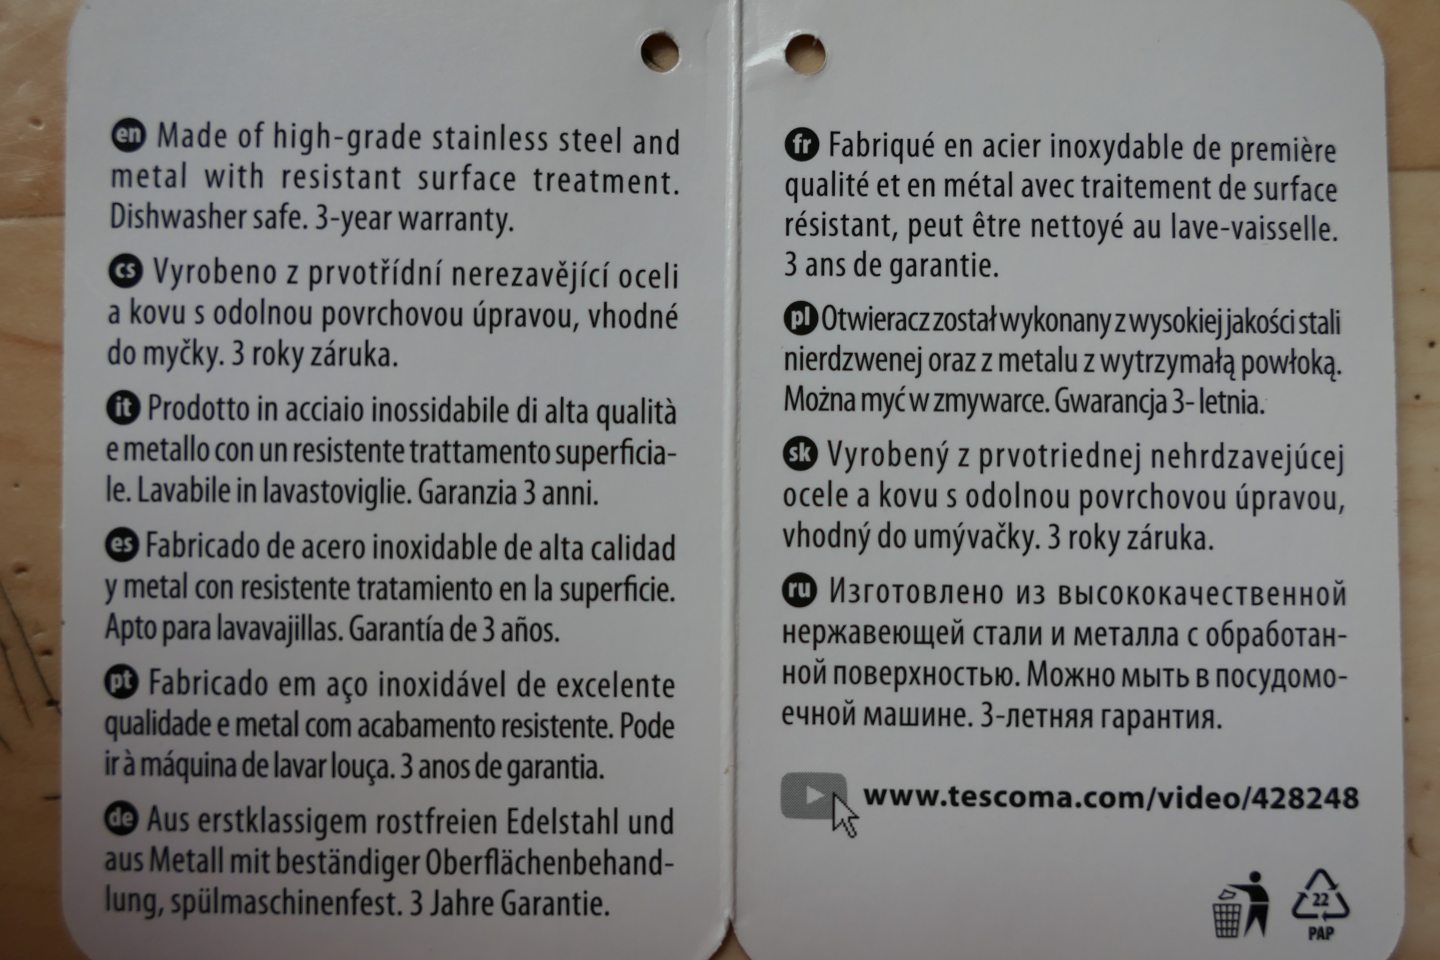 en Made of high-grade stainless steel and
metal with resistant surface treatment.
Dishwasher safe. 3-year warranty.
cs Vyrobeno z prvotřídní nerezavějící oceli
a kovu s odolnou povrchovou úpravou, vhodné
do myčky. 3 roky záruka.
it Prodotto in acciaio inossidabile di alta qualità
e metallo con un resistente trattamento superficia-
le. Lavabile in lavastoviglie. Garanzia 3 anni.
es Fabricado de acero inoxidable de alta calidad
y metal con resistente tratamiento en la superficie.
Apto para lavavajillas. Garantía de 3 años.
pt Fabricado em aço inoxidável de excelente
qualidade e metal com acabamento resistente. Pode
ir à máquina de lavar louça. 3 anos de garantia.
de Aus erstklassigem rostfreien Edelstahl und
aus Metall mit beständiger Oberflächenbehand-
lung, spülmaschinenfest. 3 Jahre Garantie.
fr Fabriqué en acier inoxydable de première
qualité et en métal avec traitement de surface
résistant, peut être nettoyé au lave-vaisselle.
3 ans de garantie.
pl Otwieracz został wykonany z wysokiej jakości stali
nierdzwenej oraz z metalu z wytrzymałą powłoką.
Można myć w zmywarce. Gwarancja 3- letnia.
sk Vyrobený z prvotriednej nehrdzavejúcej
ocele a kovu s odolnou povrchovou úpravou,
vhodný do umývačky. 3 roky záruka.
ru Изготовлено из высококачественной
нержавеющей стали и металла с обработан-
ной поверхностью. Можно мыть в посудомо-
ечной машине. 3-летняя гарантия.
www.tescoma.com/video/428248
22
PAP